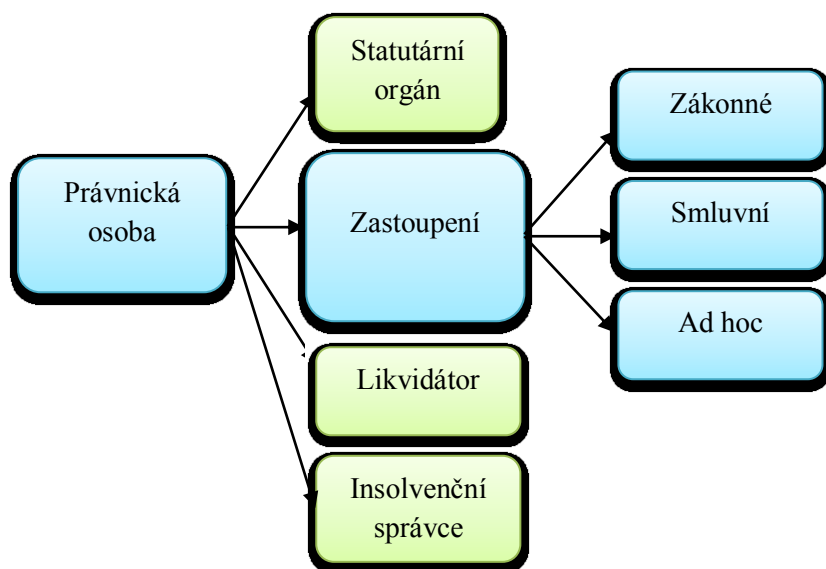 Právnická
osoba
Statutární
orgán
Zastoupení
Likvidátor
Insolvenční
správce
Zákonné
Smluvní
Ad hoc